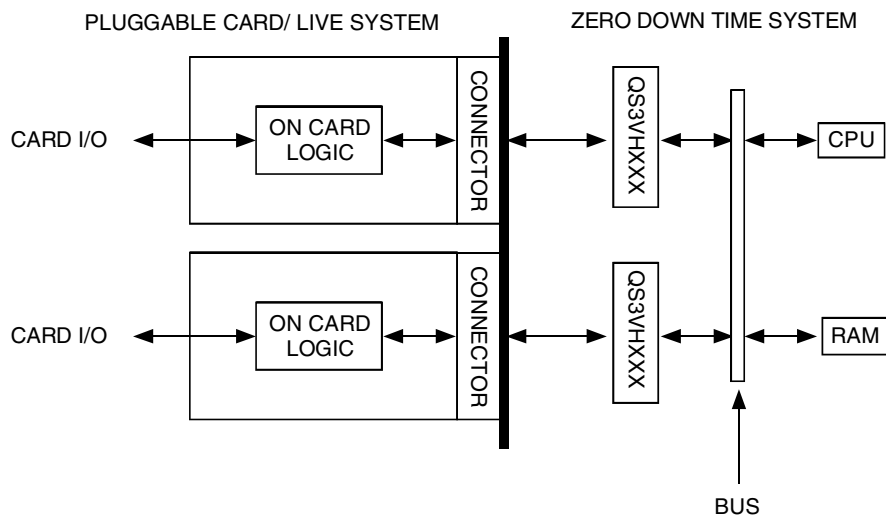 PLUGGABLE CARD/ LIVE SYSTEM
ZERO DOWN TIME SYSTEM
CARD I/O
ON CARD
LOGIC
CONNECTOR
QS3VHXXX
CPU
CARD I/O
ON CARD
LOGIC
CONNECTOR
QS3VHXXX
RAM
BUS